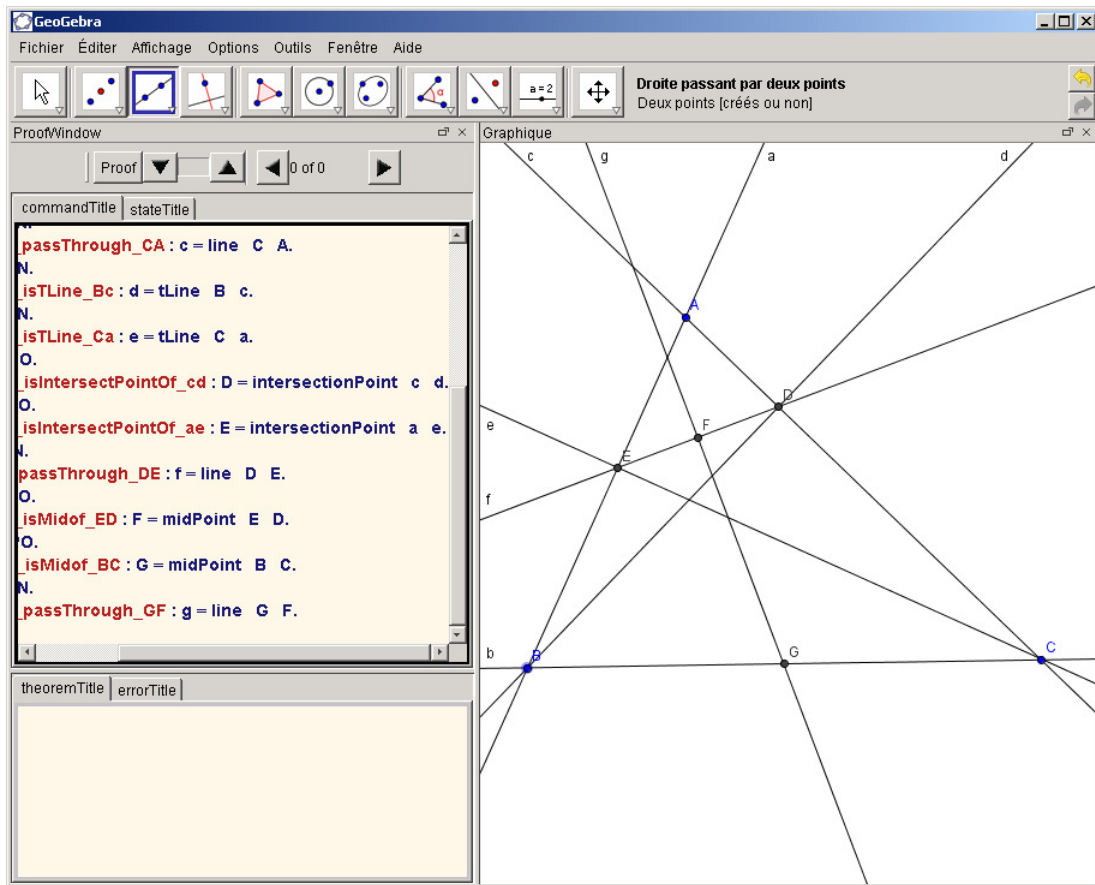 GeoGebra
Fichier Éditer Affichage Options Outils Fenêtre Aide
a=2
Droite passant par deux points
Deux points [créés ou non]
ProofWindow
Graphique
Proof
0 of 0
commandTitle stateTitle
N.
_passThrough_CA : c = line C A.
N.
_isTLine_Bc : d = tLine B c.
N.
_isTLine_Ca : e = tLine C a.
O.
_isIntersectPointOf_cd : D = intersectionPoint c d.
O.
_isIntersectPointOf_ae : E = intersectionPoint a e.
N.
passThrough_DE : f = line D E.
O.
_isMidof_ED : F = midPoint E D.
'O.
_isMidof_BC : G = midPoint B C.
N.
_passThrough_GF : g = line G F.
theoremTitle errorTitle
c g a d
A
D
e
F
E
f
b
B
G
C